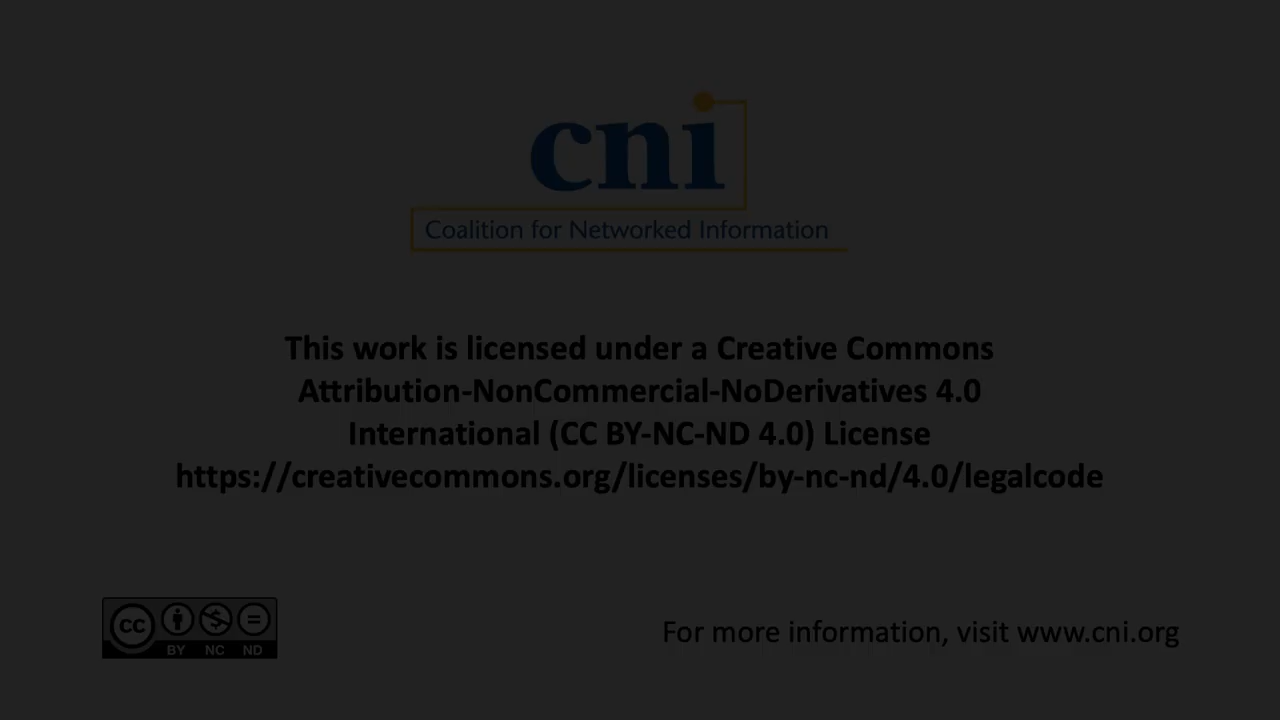 cni
Coalition for Networked Information
This work is licensed under a Creative Commons
Attribution-NonCommercial-NoDerivatives 4.0
International (CC BY-NC-ND 4.0) License
https://creativecommons.org/licenses/by-nc-nd/4.0/legalcode
cc
BY NC ND
For more information, visit www.cni.org